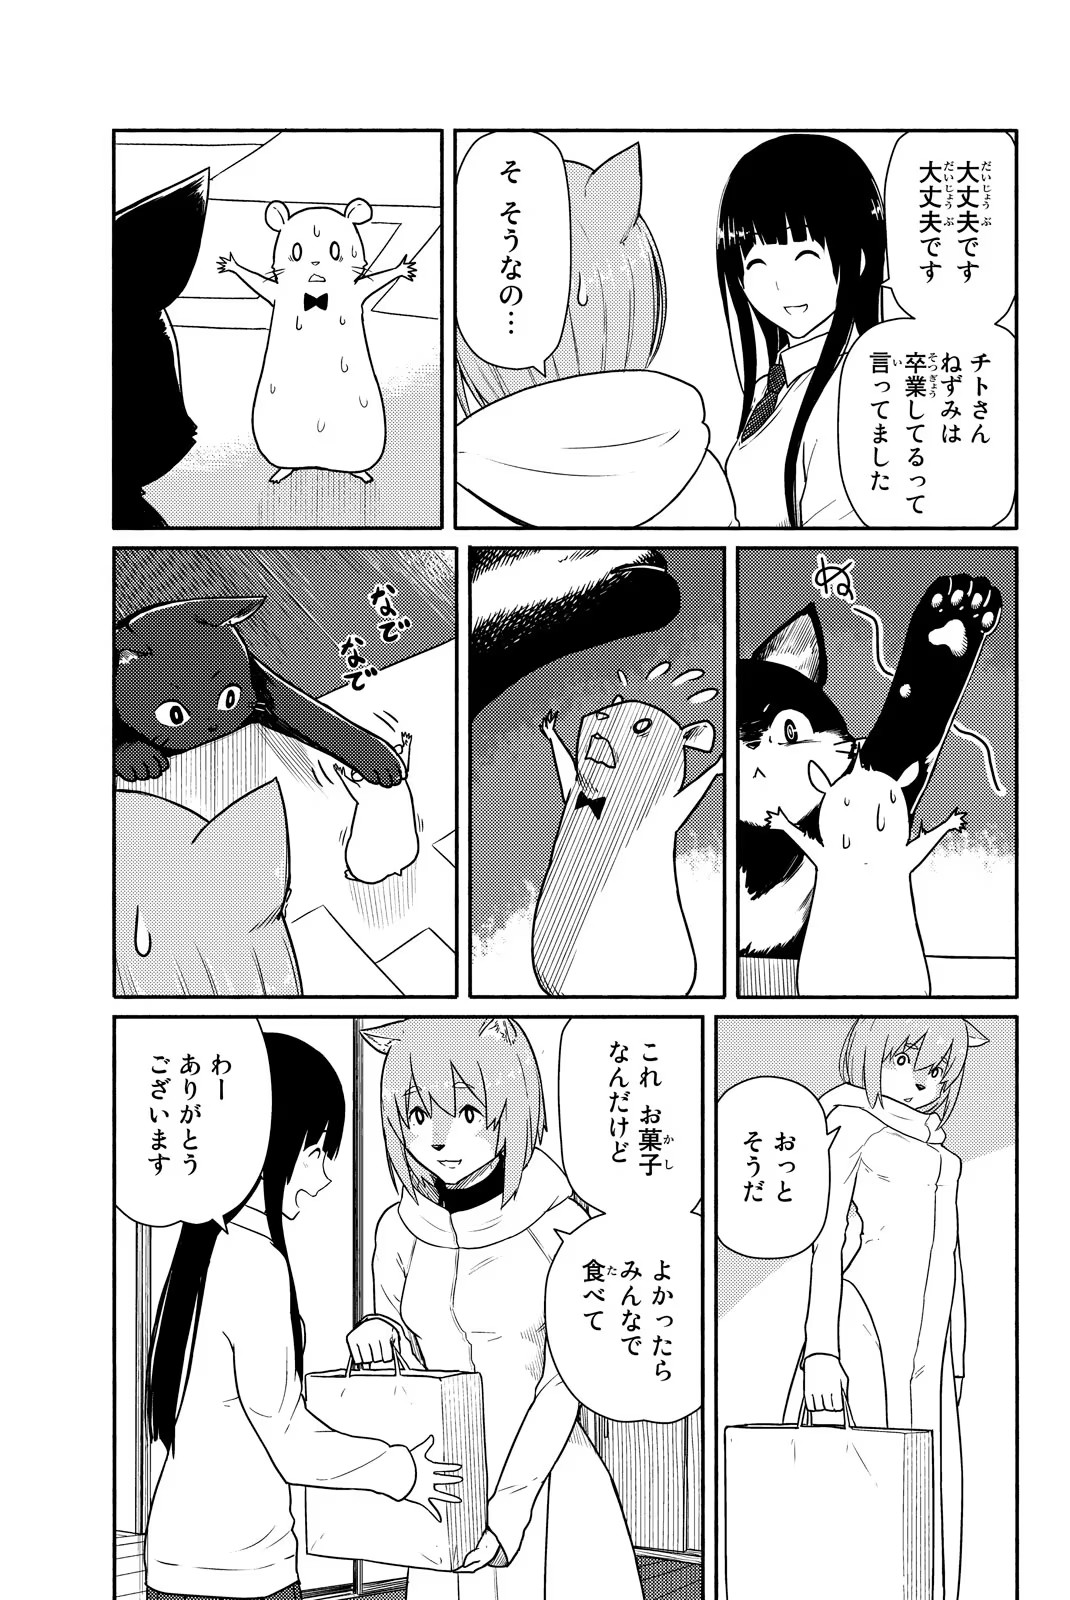 大丈夫です
大丈夫です
チトさん
ねずみは
卒業してるって
言ってました
そ そうなの…
ぬ
なで
なで
おっと
そうだ
これ お菓子
なんだけど
よかったら
みんなで
食べて
わー
ありがとう
ございます